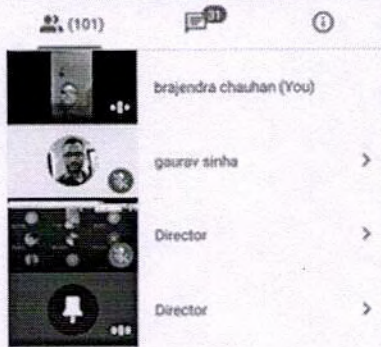 (101)
31
brajendra chauhan (You)
gaurav sinha
Director
Director